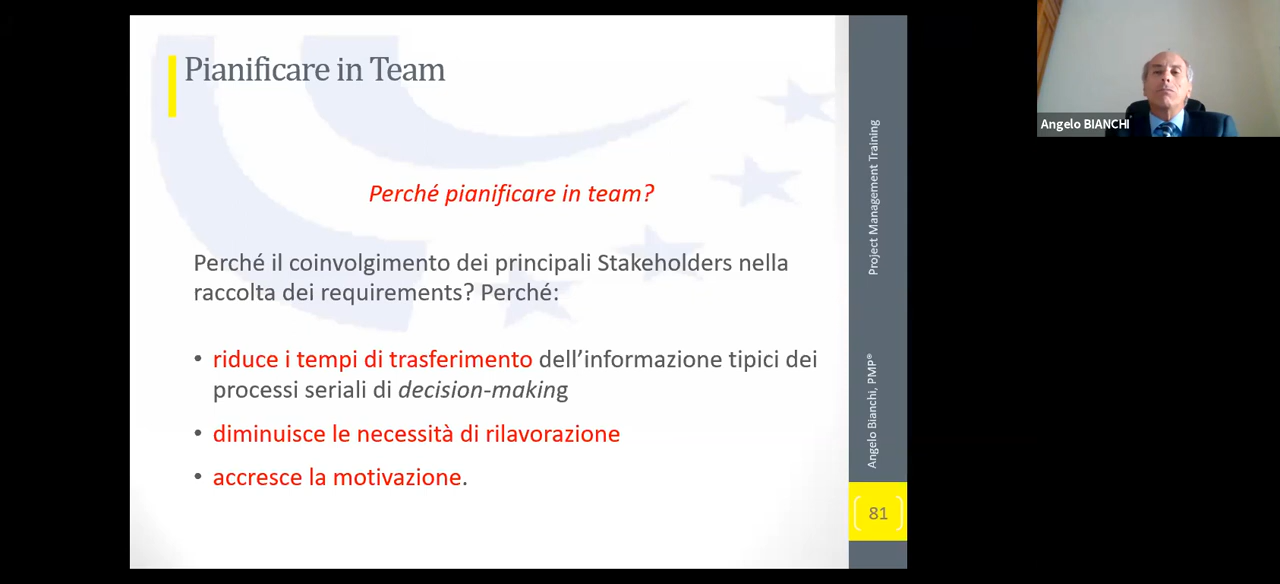 Pianificare in Team
Perché pianificare in team?
Perché il coinvolgimento dei principali Stakeholders nella
raccolta dei requirements? Perché:
• riduce i tempi di trasferimento dell’informazione tipici dei
processi seriali di decision-making
• diminuisce le necessità di rilavorazione
• accresce la motivazione.
Project Management Training
Angelo Bianchi, PMP®
81
Angelo BIANCHI